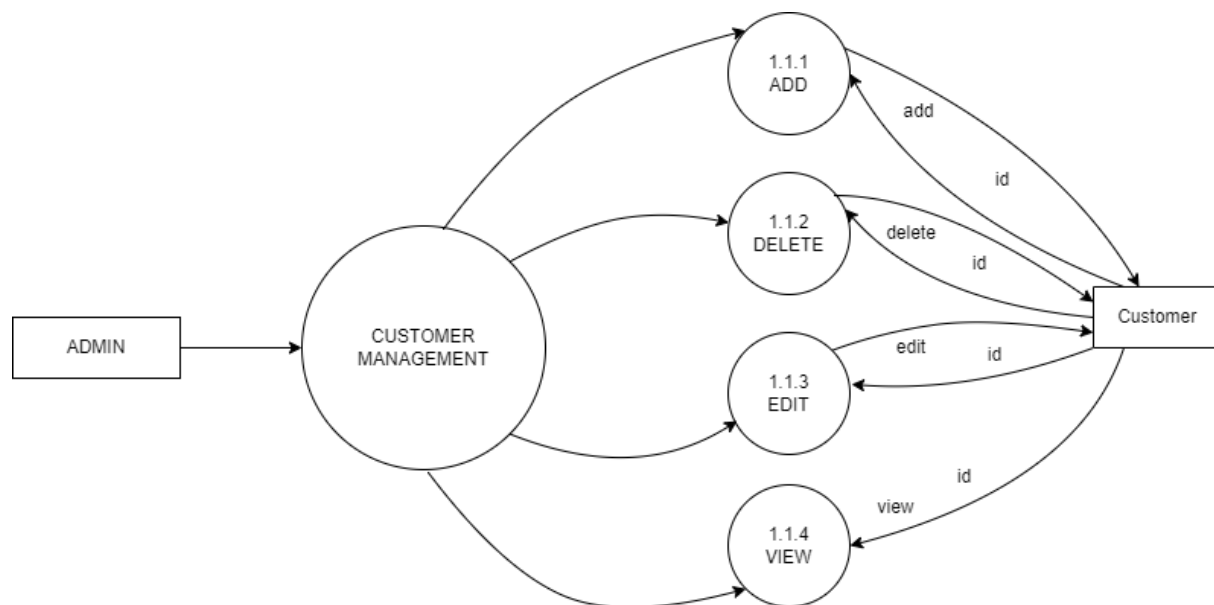 1.1.1
ADD
add
id
1.1.2
DELETE
delete
id
Customer
ADMIN
CUSTOMER
MANAGEMENT
edit
id
1.1.3
EDIT
id
view
1.1.4
VIEW